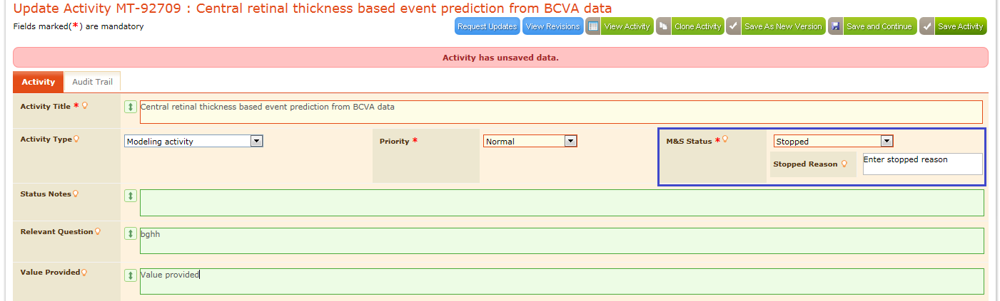 Update Activity MT-92709 : Central retinal thickness based event prediction from BCVA data
Fields marked(*) are mandatory
Request Updates View Revisions View Activity Clone Activity Save As New Version Save and Continue Save Activity
Activity has unsaved data.
Activity Audit Trail
Activity Title * Central retinal thickness based event prediction from BCVA data
Activity Type Modeling activity Priority * Normal M&S Status * Stopped
Stopped Reason Enter stopped reason
Status Notes
Relevant Question bghh
Value Provided Value provided